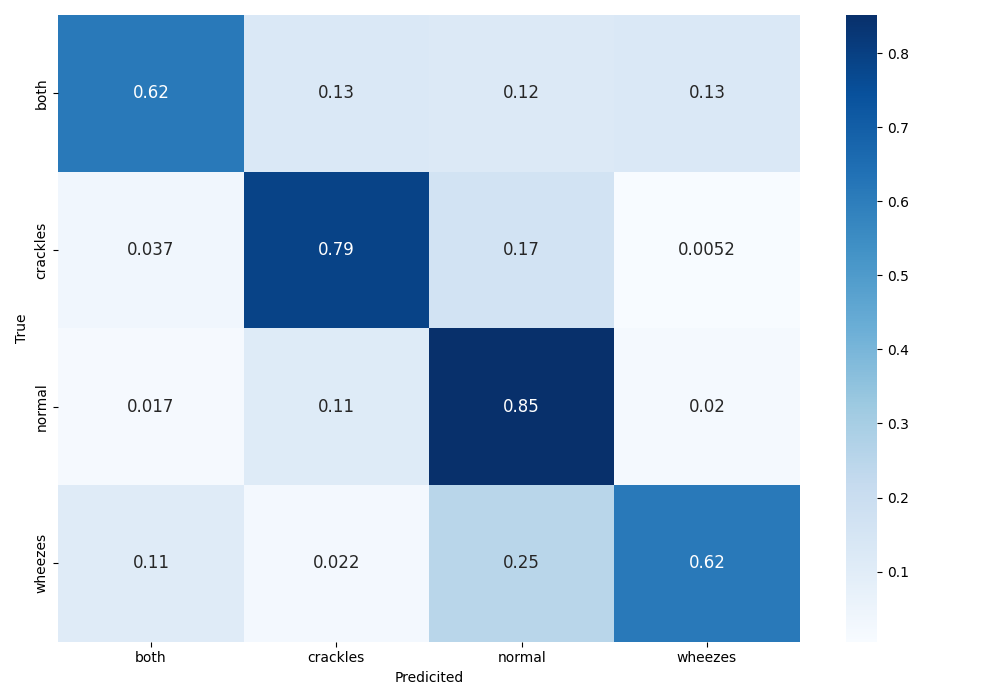 both 0.62 0.13 0.12 0.13
crackles 0.037 0.79 0.17 0.0052
True
normal 0.017 0.11 0.85 0.02
wheezes 0.11 0.022 0.25 0.62
both crackles normal wheezes
Predicited
0.8
0.7
0.6
0.5
0.4
0.3
0.2
0.1